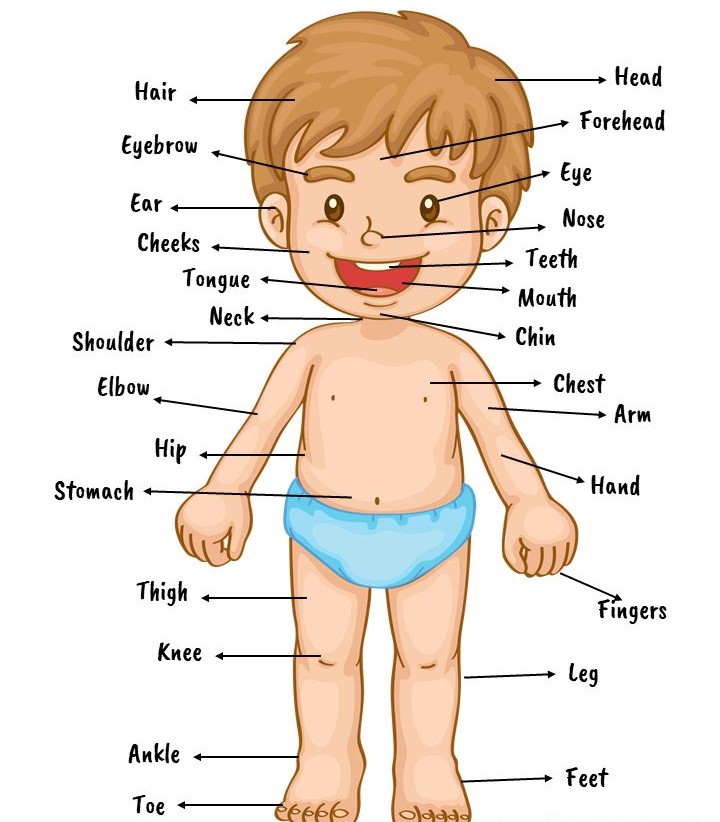 Hair
Head
Forehead
Eyebrow
Eye
Ear
Nose
Cheeks
Teeth
Tongue
Mouth
Neck
Chin
Shoulder
Chest
Elbow
Arm
Hip
Hand
Stomach
Thigh
Fingers
Knee
Leg
Ankle
Feet
Toe